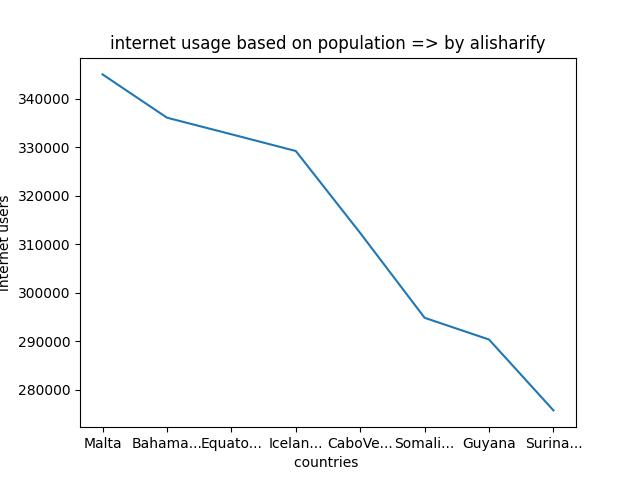 internet usage based on population => by alisharify
340000
330000
320000
310000
300000
290000
280000
internet users
Malta Bahama... Equato... Icelan... CaboVe... Somali... Guyana Surina...
countries